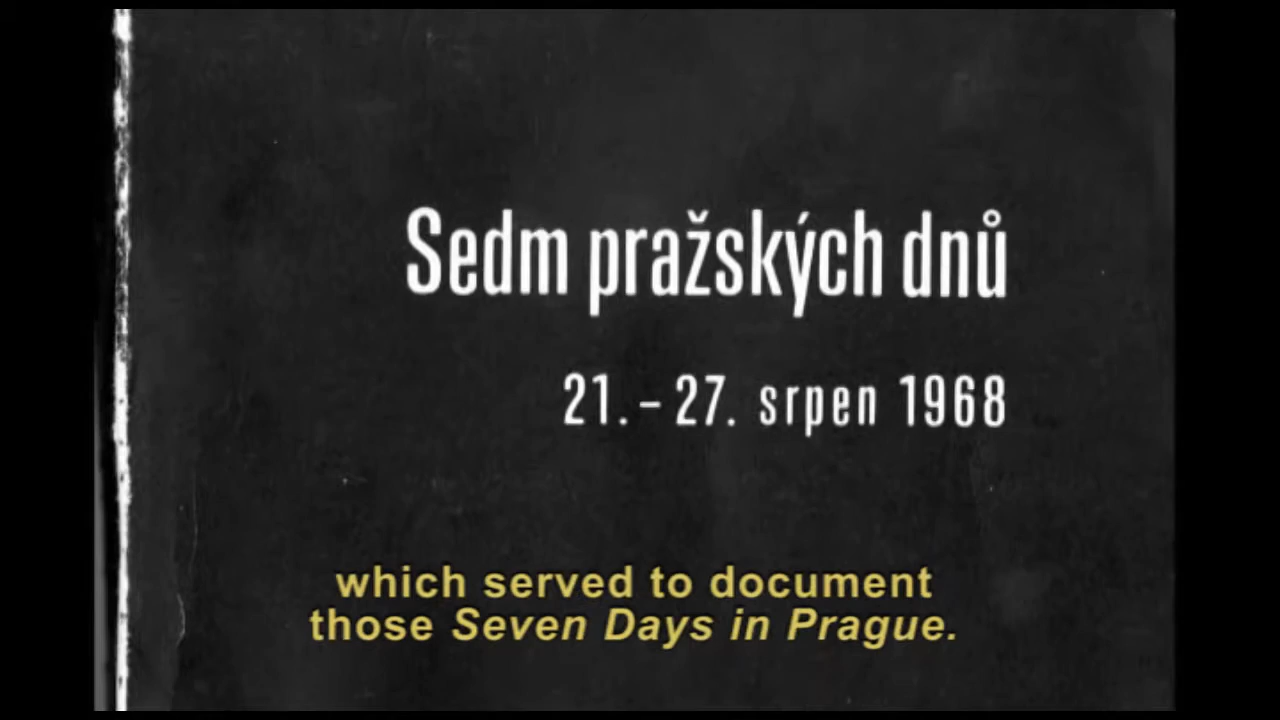 Sedm pražských dnů
21. – 27. srpen 1968
which served to document
those Seven Days in Prague.